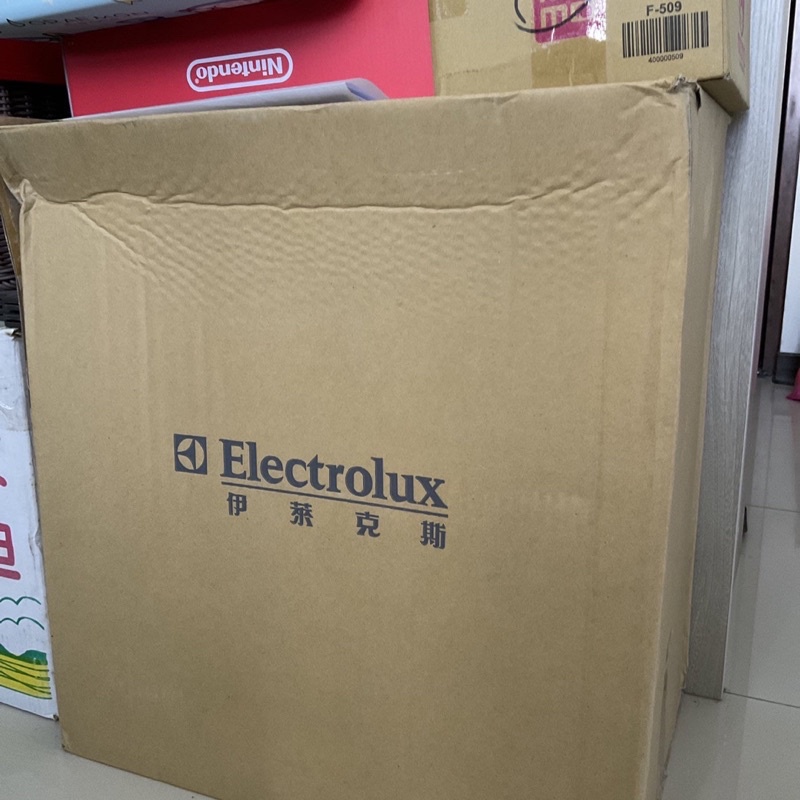 Nintendo
F-509
400000509
Electrolux
伊萊克斯